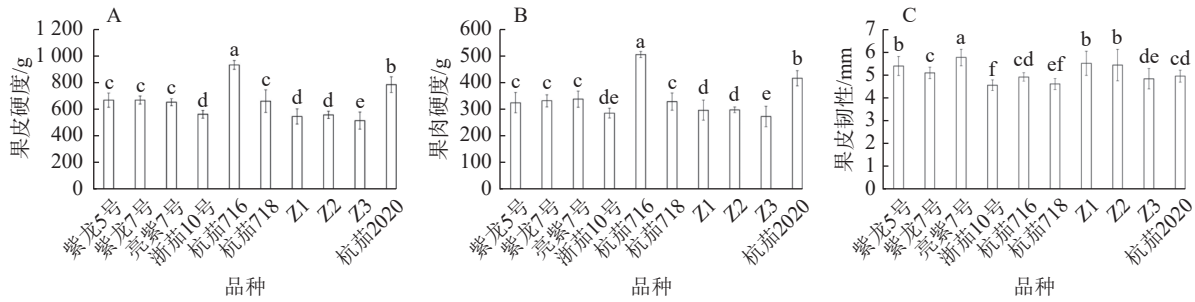 A
果皮硬度/g
1 200
1 000
800
600
400
200
0
c c c d a c d d e b
紫龙5号 紫龙7号 亮紫7号 浙茄10号 杭茄716 杭茄718 Z1 Z2 Z3 杭茄2020
品种
B
果肉硬度/g
600
500
400
300
200
100
0
c c c de a c d d e b
紫龙5号 紫龙7号 亮紫7号 浙茄10号 杭茄716 杭茄718 Z1 Z2 Z3 杭茄2020
品种
C
果皮韧性/mm
7
6
5
4
3
2
1
0
b c a f cd ef b b de cd
紫龙5号 紫龙7号 亮紫7号 浙茄10号 杭茄716 杭茄718 Z1 Z2 Z3 杭茄2020
品种